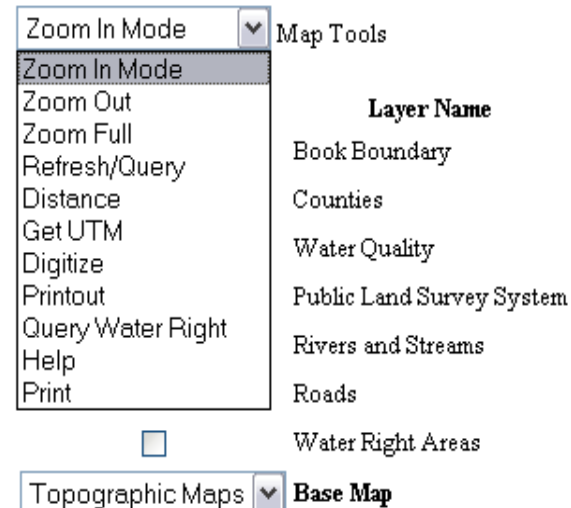 Zoom In Mode Map Tools
Zoom In Mode
Zoom Out
Zoom Full
Refresh/Query
Distance
Get UTM
Digitize
Printout
Query Water Right
Help
Print
Layer Name
Book Boundary
Counties
Water Quality
Public Land Survey System
Rivers and Streams
Roads
Water Right Areas
Topographic Maps Base Map